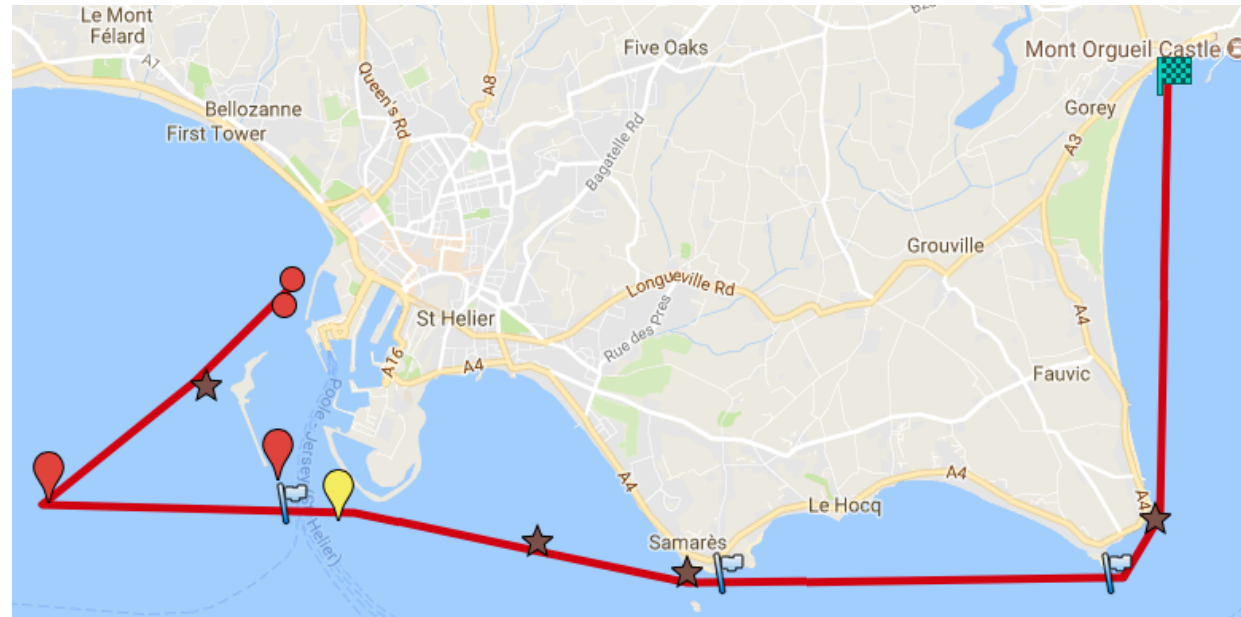 Le Mont
Félard
A1
Bellozanne
First Tower
Queen's Rd
A8
Five Oaks
Bagatelle Rd
Mont Orgueil Castle
Gorey
A3
Grouville
Longueville Rd
Rue des Pres
St Helier
A16
A4
A4
Fauvic
A4
A4
A4
Le Hocq
Samarès
Poole - Jersey (St Helier)